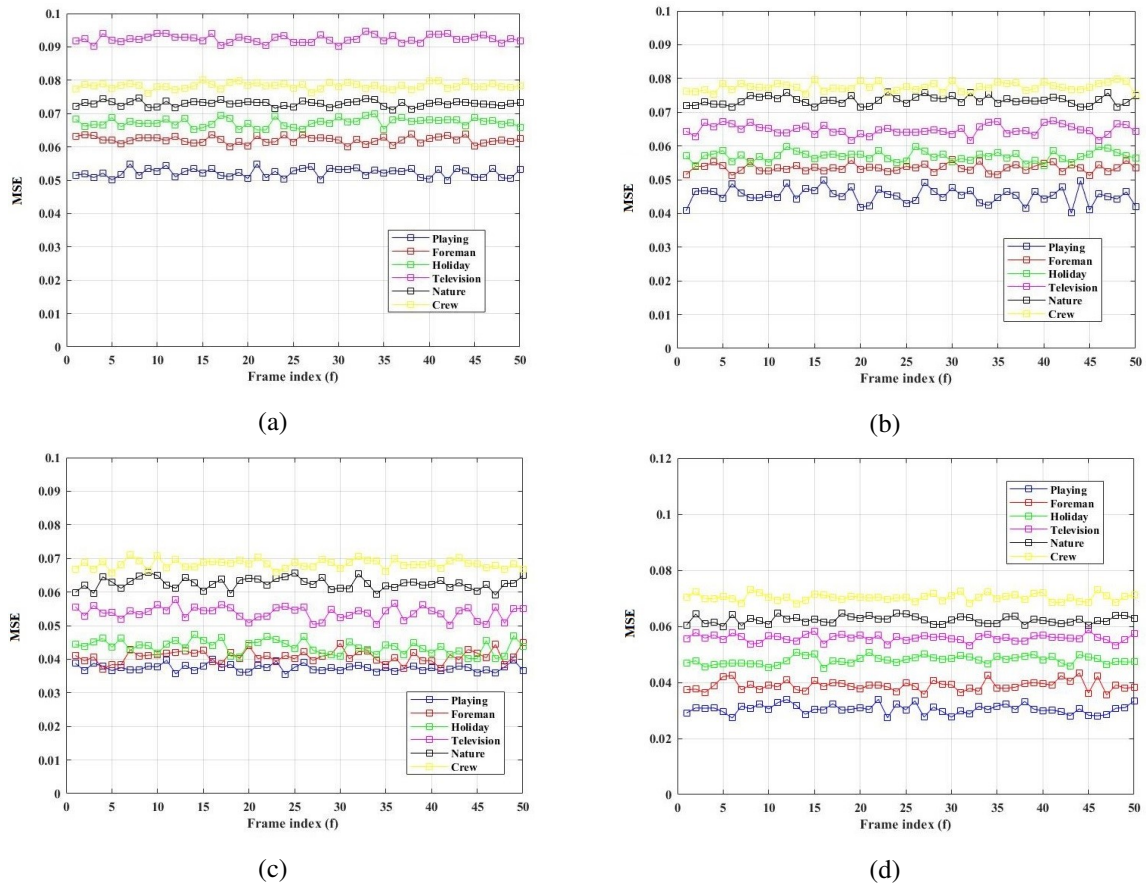 0.1
0.09
0.08
0.07
0.06
0.05
0.04
0.03
0.02
0.01
0
MSE
Playing
Foreman
Holiday
Television
Nature
Crew
0 5 10 15 20 25 30 35 40 45 50
Frame index (f)
(a)
0.1
0.09
0.08
0.07
0.06
0.05
0.04
0.03
0.02
0.01
0
MSE
Playing
Foreman
Holiday
Television
Nature
Crew
0 5 10 15 20 25 30 35 40 45 50
Frame index (f)
(b)
0.1
0.09
0.08
0.07
0.06
0.05
0.04
0.03
0.02
0.01
0
MSE
Playing
Foreman
Holiday
Television
Nature
Crew
0 5 10 15 20 25 30 35 40 45 50
Frame index (f)
(c)
0.12
0.1
0.08
0.06
0.04
0.02
0
MSE
Playing
Foreman
Holiday
Television
Nature
Crew
0 5 10 15 20 25 30 35 40 45 50
Frame index (f)
(d)